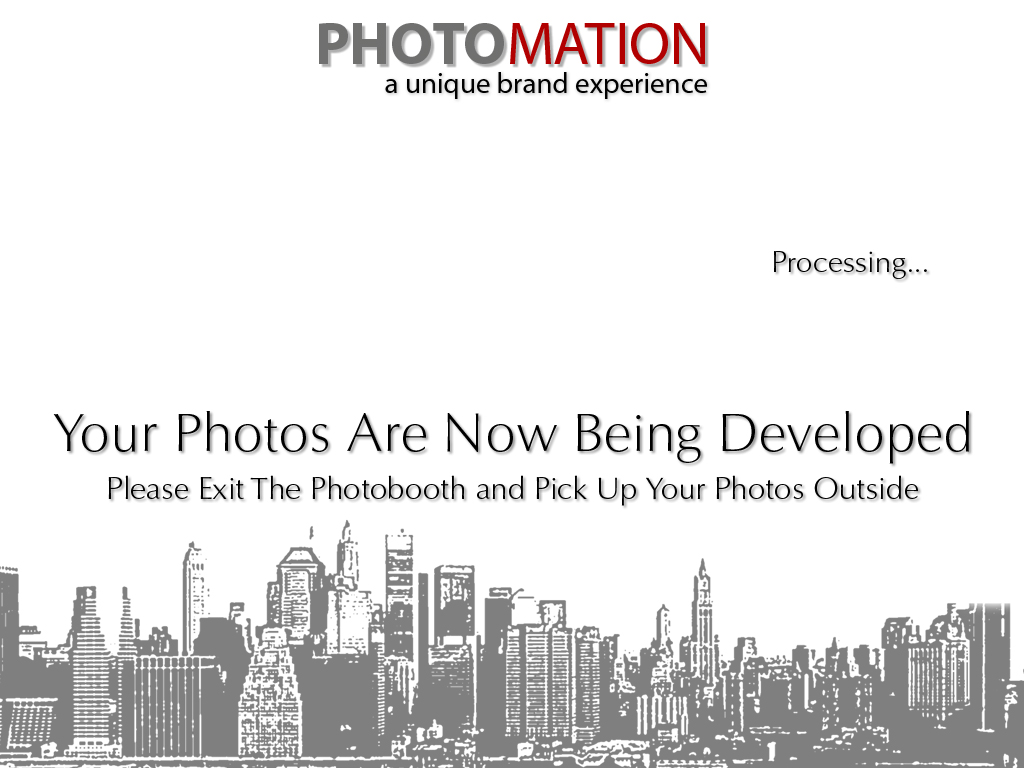 PHOTOMATION
a unique brand experience
Processing...
Your Photos Are Now Being Developed
Please Exit The Photobooth and Pick Up Your Photos Outside